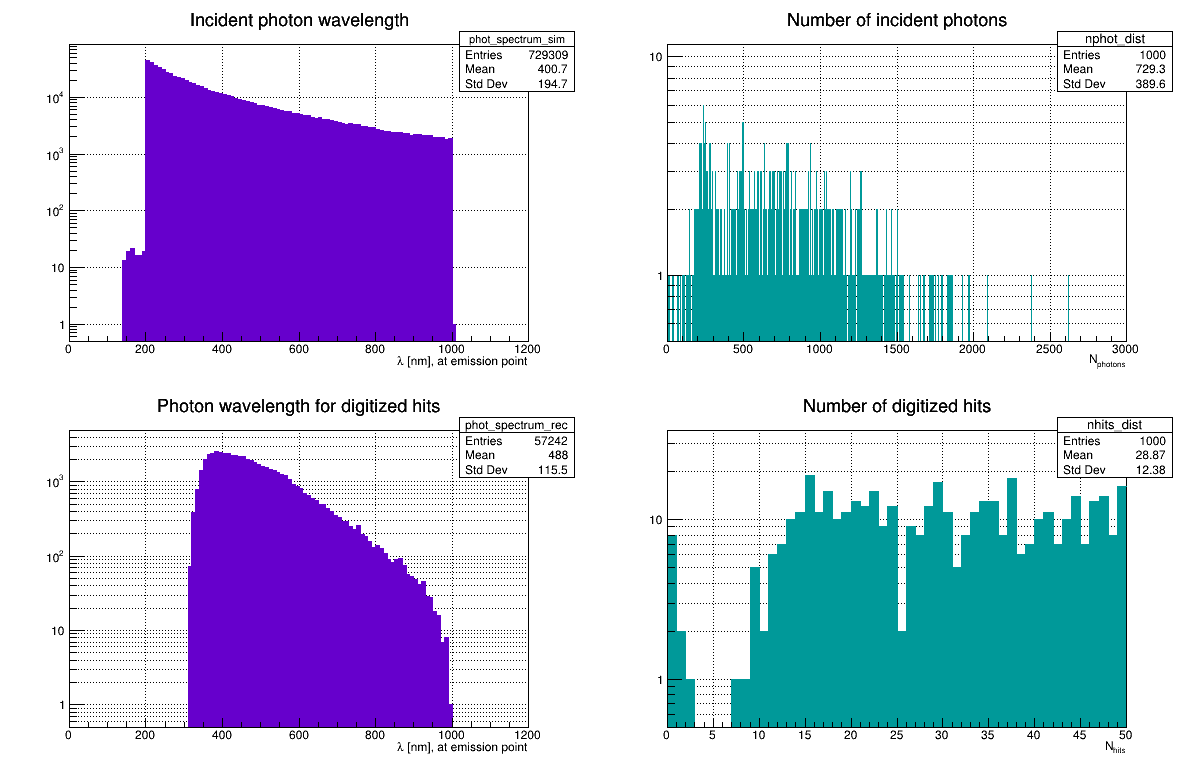 Incident photon wavelength
phot_spectrum_sim
Entries 729309
Mean 400.7
Std Dev 194.7
10^4
10^3
10^2
10
1
0 200 400 600 800 1000 1200
λ [nm], at emission point
Number of incident photons
nphot_dist
Entries 1000
Mean 729.3
Std Dev 389.6
10
1
0 500 1000 1500 2000 2500 3000
N_photons
Photon wavelength for digitized hits
phot_spectrum_rec
Entries 57242
Mean 488
Std Dev 115.5
10^3
10^2
10
1
0 200 400 600 800 1000 1200
λ [nm], at emission point
Number of digitized hits
nhits_dist
Entries 1000
Mean 28.87
Std Dev 12.38
10
1
0 5 10 15 20 25 30 35 40 45 50
N_hits